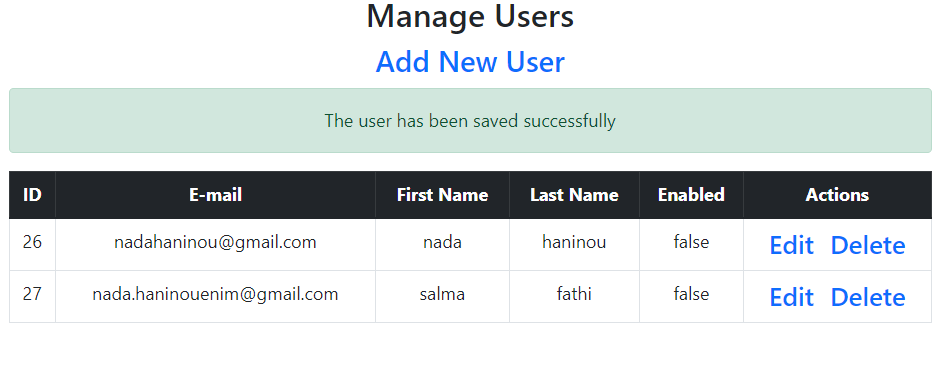 Manage Users
Add New User
The user has been saved successfully
ID E-mail First Name Last Name Enabled Actions
26 nadahaninou@gmail.com nada haninou false Edit Delete
27 nada.haninouenim@gmail.com salma fathi false Edit Delete